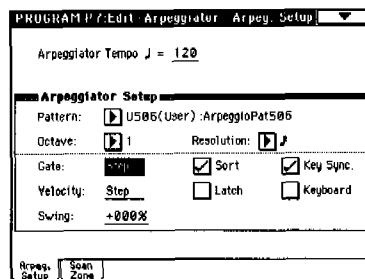 PROGRAM P7:Edit-Arpeggiator Arpeg. Setup
Arpeggiator Tempo ♩ = 120
Arpeggiator Setup
Pattern: U506(User):ArpeggioPat506
Octave: 1 Resolution: ♪
Gate: Step Sort Key Sync.
Velocity: Step Latch Keyboard
Swing: +000%
Arpeg. Setup Scan Zone